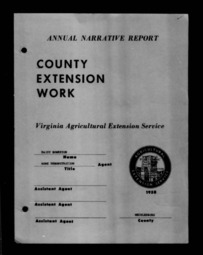 ANNUAL NARRATIVE REPORT
COUNTY
EXTENSION
WORK
Virginia Agricultural Extension Service
Name
Agent
Title
1958
Assistant Agent
Assistant Agent
Assistant Agent
County